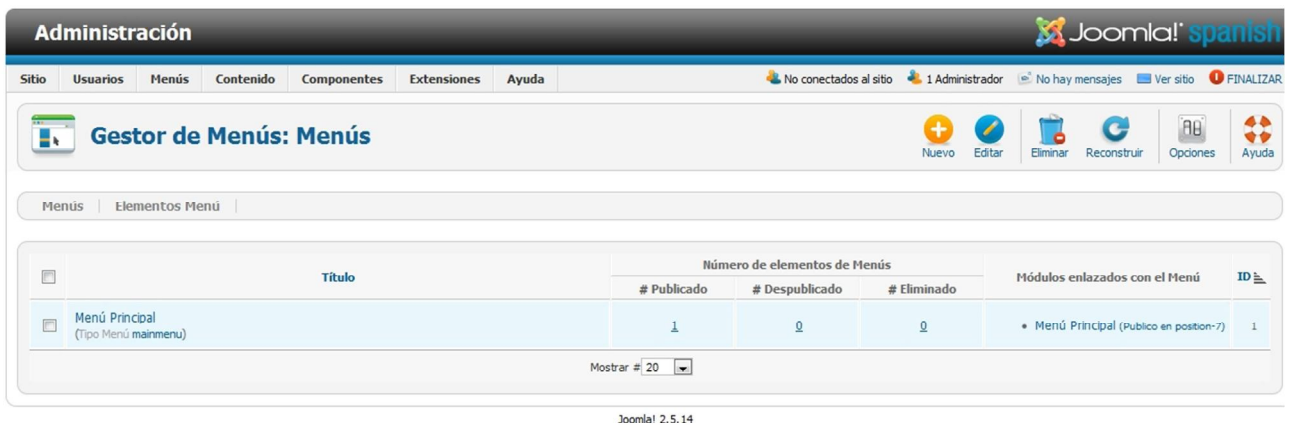 Administración Joomla! spanish
Sitio Usuarios Menús Contenido Componentes Extensiones Ayuda No conectados al sitio 1 Administrador No hay mensajes Ver sitio FINALIZAR
Gestor de Menús: Menús
Nuevo Editar Eliminar Reconstruir Opciones Ayuda
Menús Elementos Menú
Número de elementos de Menús
Título Módulos enlazados con el Menú ID
# Publicado # Despublicado # Eliminado
Menú Principal
(Tipo Menú mainmenu)
1 0 0 • Menú Principal (Publico en position-7) 1
Mostrar # 20
Joomla! 2.5.14